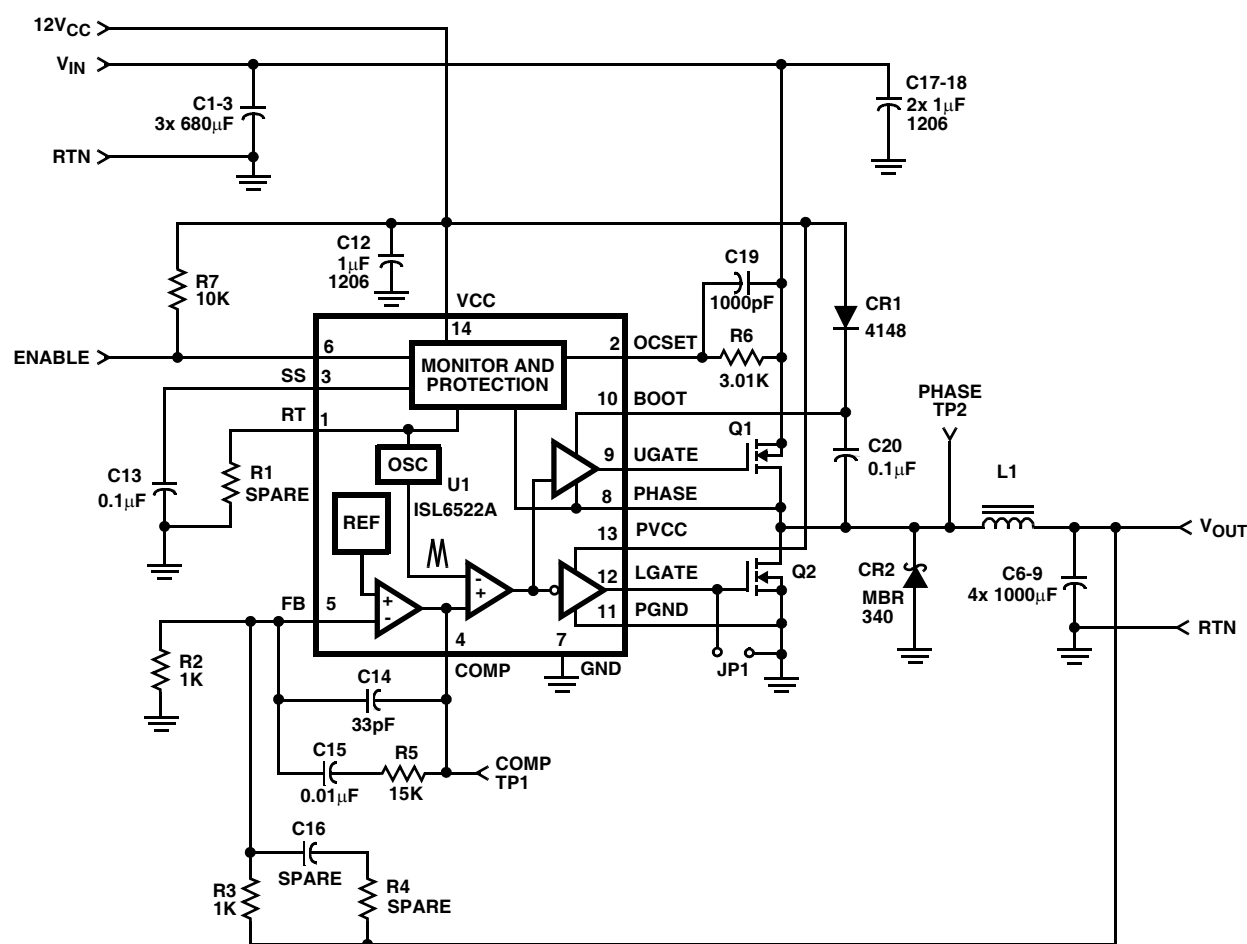 12VCC
VIN
C1-3
3x 680µF
RTN
C17-18
2x 1µF
1206
C12
1µF
1206
R7
10K
VCC
14
C19
1000pF
CR1
4148
ENABLE
6
MONITOR AND
PROTECTION
2
OCSET
R6
3.01K
SS
3
10
BOOT
PHASE
TP2
RT
1
OSC
Q1
C20
0.1µF
9
UGATE
L1
C13
0.1µF
R1
SPARE
U1
ISL6522A
8
PHASE
REF
13
PVCC
VOUT
12
LGATE
Q2
CR2
MBR
340
C6-9
4x 1000µF
FB
5
+
-
-
+
11
PGND
RTN
R2
1K
4
COMP
7
GND
JP1
C14
33pF
C15
0.01µF
R5
15K
COMP
TP1
C16
SPARE
R3
1K
R4
SPARE